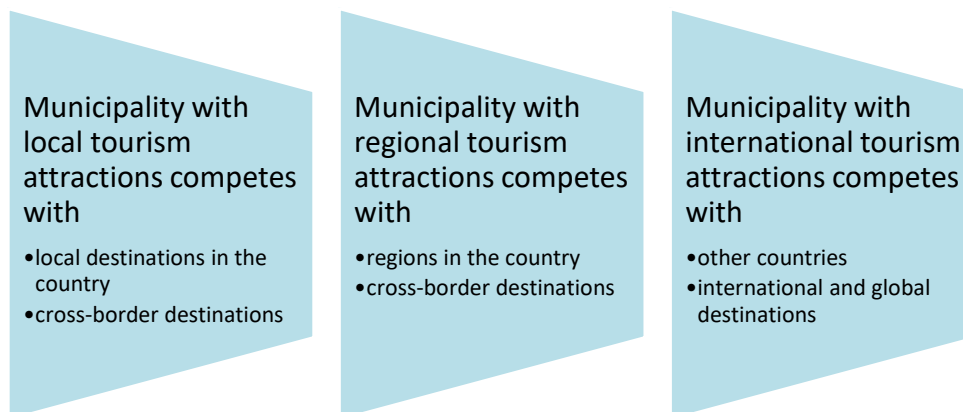 Municipality with
local tourism
attractions competes
with
•local destinations in the
country
•cross-border destinations
Municipality with
regional tourism
attractions competes
with
•regions in the country
•cross-border destinations
Municipality with
international tourism
attractions competes
with
•other countries
•international and global
destinations